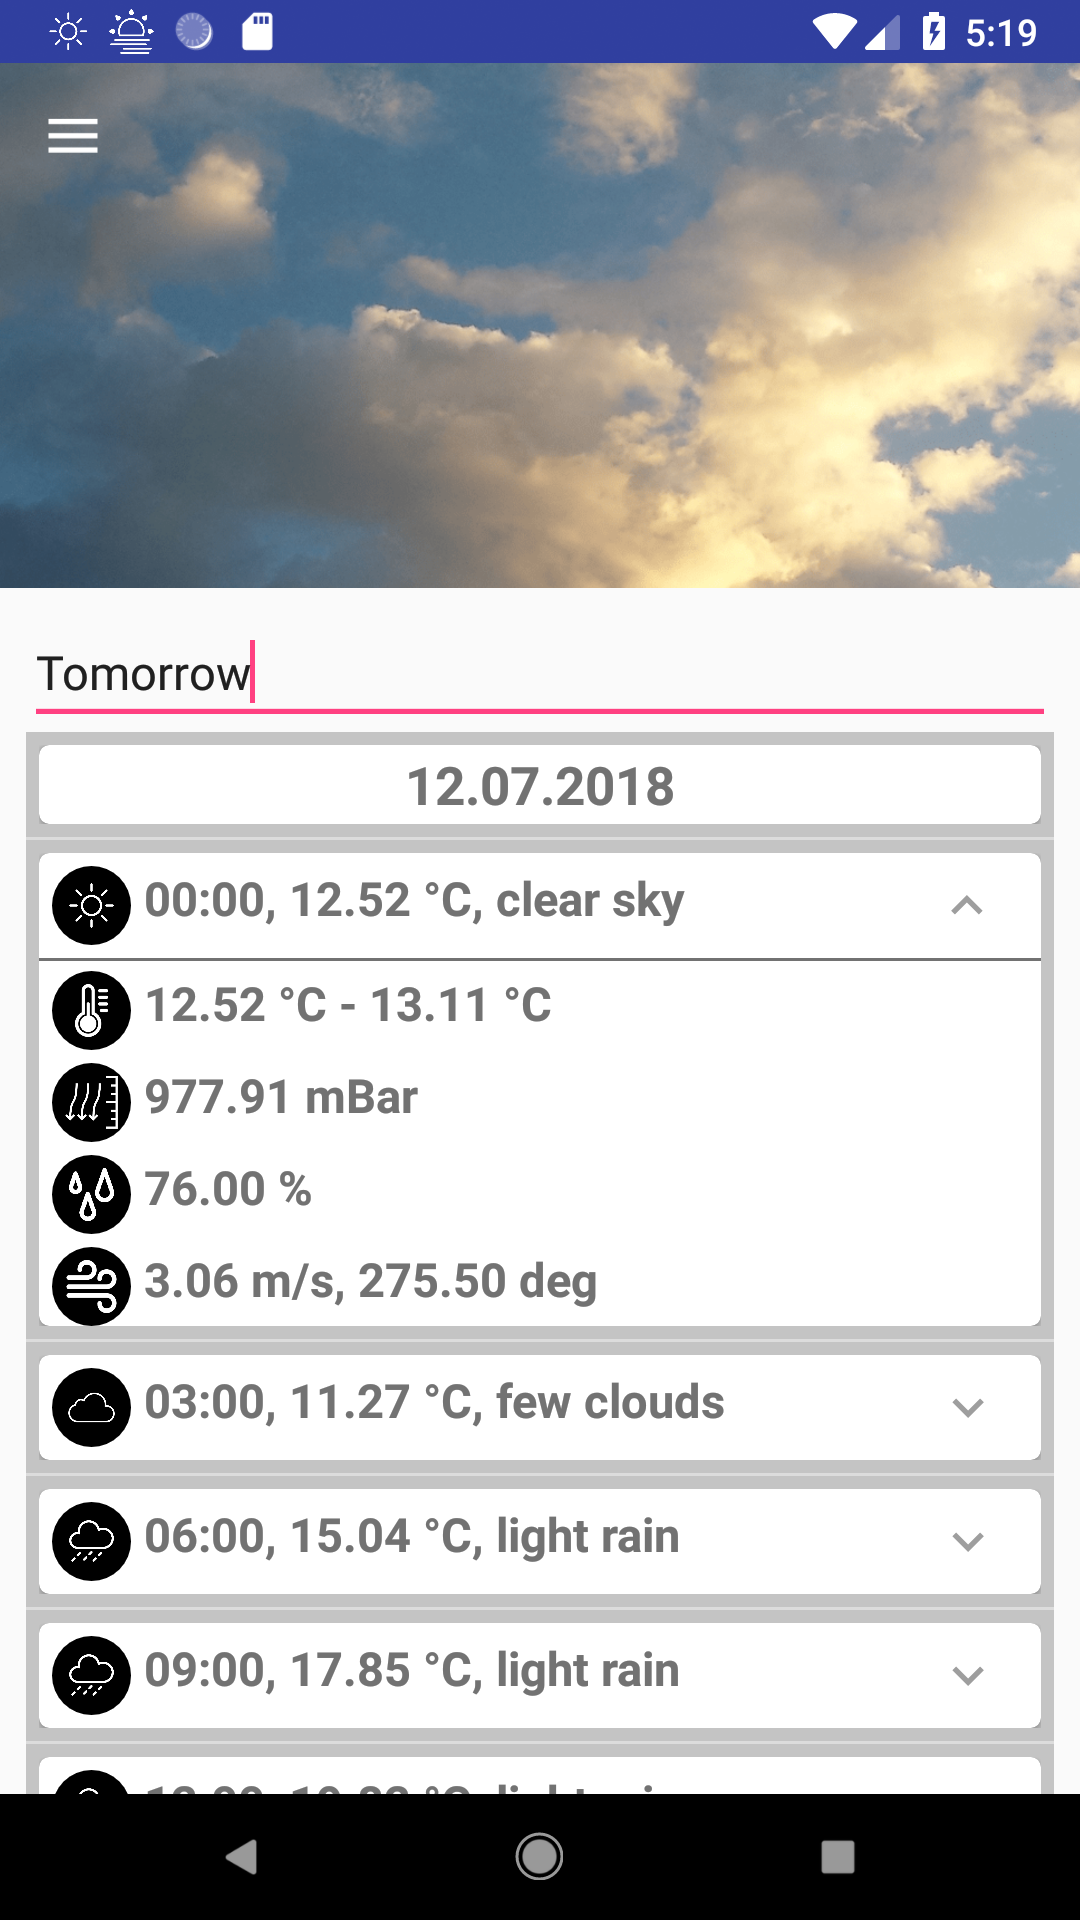 5:19
Tomorrow
12.07.2018
00:00, 12.52 °C, clear sky
12.52 °C - 13.11 °C
977.91 mBar
76.00 %
3.06 m/s, 275.50 deg
03:00, 11.27 °C, few clouds
06:00, 15.04 °C, light rain
09:00, 17.85 °C, light rain